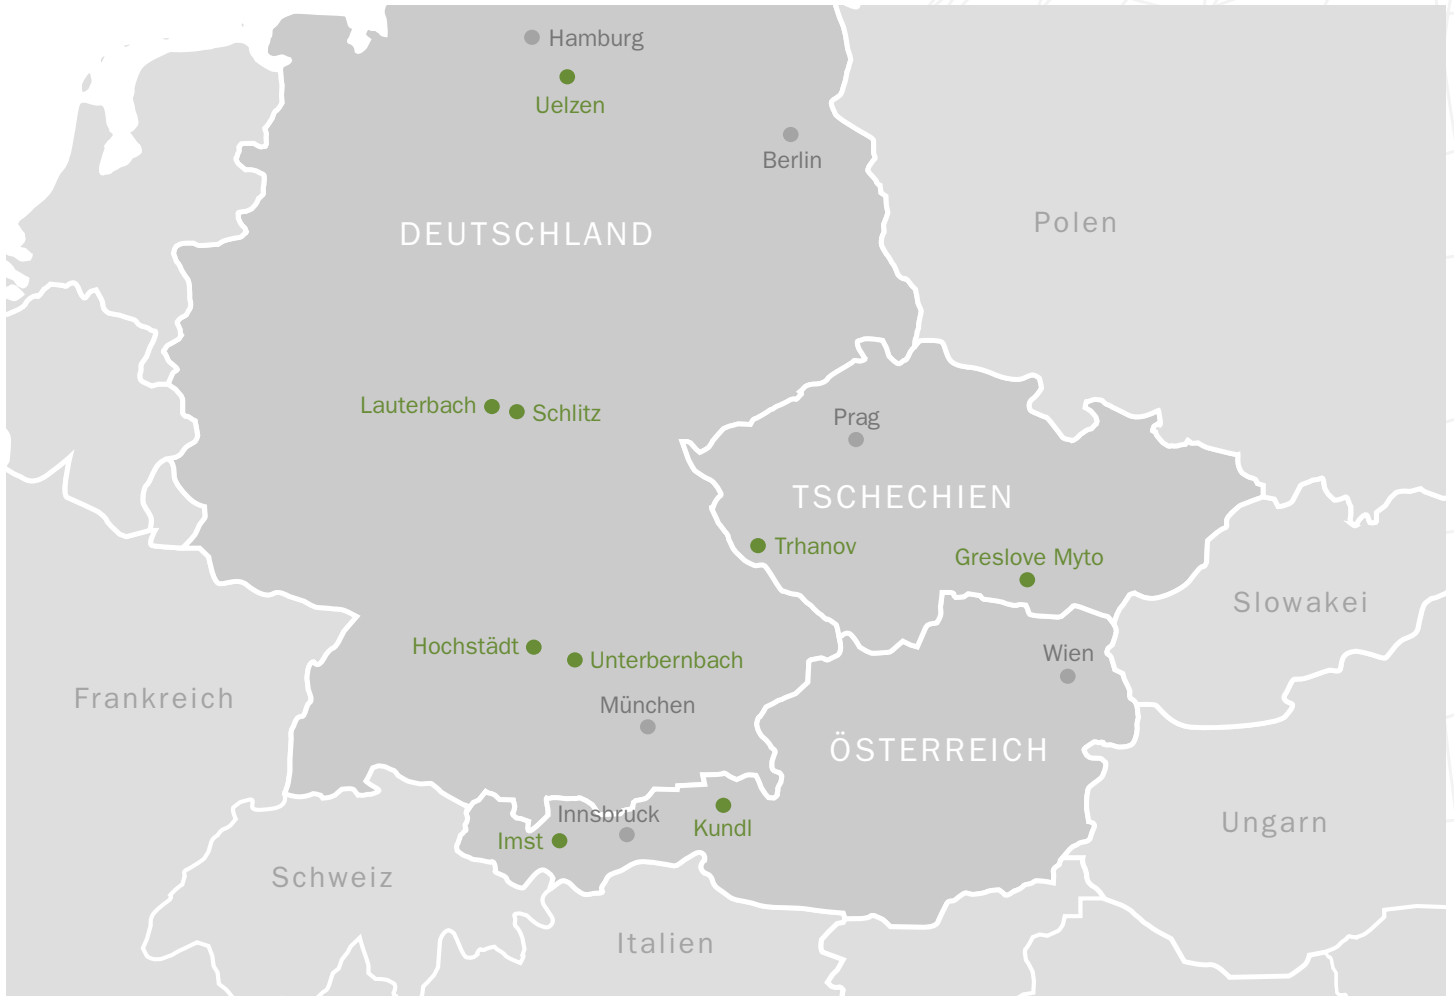 Hamburg
Uelzen
Berlin
Polen
DEUTSCHLAND
Lauterbach
Schlitz
Prag
TSCHECHIEN
Trhanov
Greslove Myto
Slowakei
Hochstädt
Unterbernbach
Wien
Frankreich
München
ÖSTERREICH
Innsbruck
Kundl
Imst
Ungarn
Schweiz
Italien